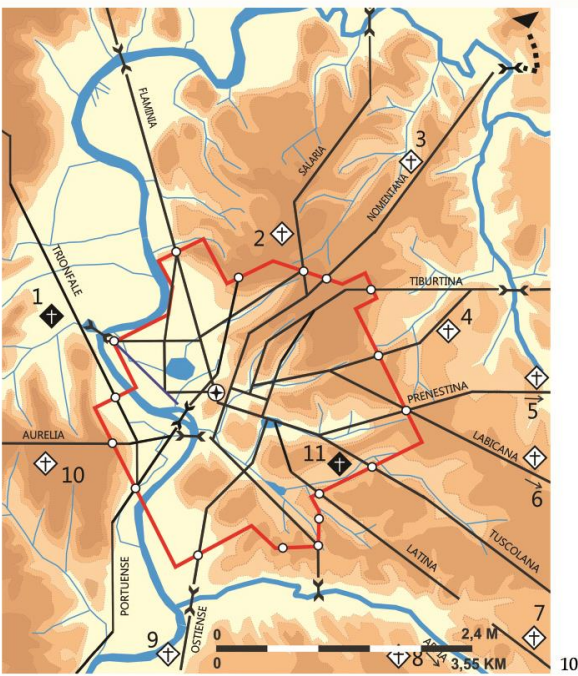 FLAMINIA
SALARIA
3
NOMENTANA
2
TRIONFALE
TIBURTINA
1
4
PRENESTINA
5
AURELIA
LABICANA
10
11
6
TUSCOLANA
LATINA
PORTUENSE
OSTIENSE
7
9
0
2,4 M
8
0
3,55 KM
10